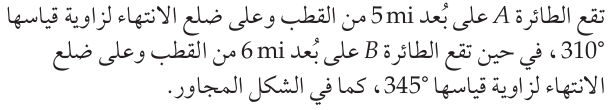 تقع الطائرة A على بُعد 5 mi من القطب وعلى ضلع الانتهاء لزاوية قياسها
310°، في حين تقع الطائرة B على بُعد 6 mi من القطب وعلى ضلع
الانتهاء لزاوية قياسها 345°، كما في الشكل المجاور.